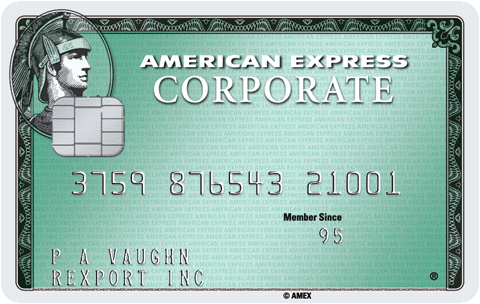 AMERICAN EXPRESS
CORPORATE
3759 876543 21001
Member Since
95
P A VAUGHN
REXPORT INC
®
© AMEX